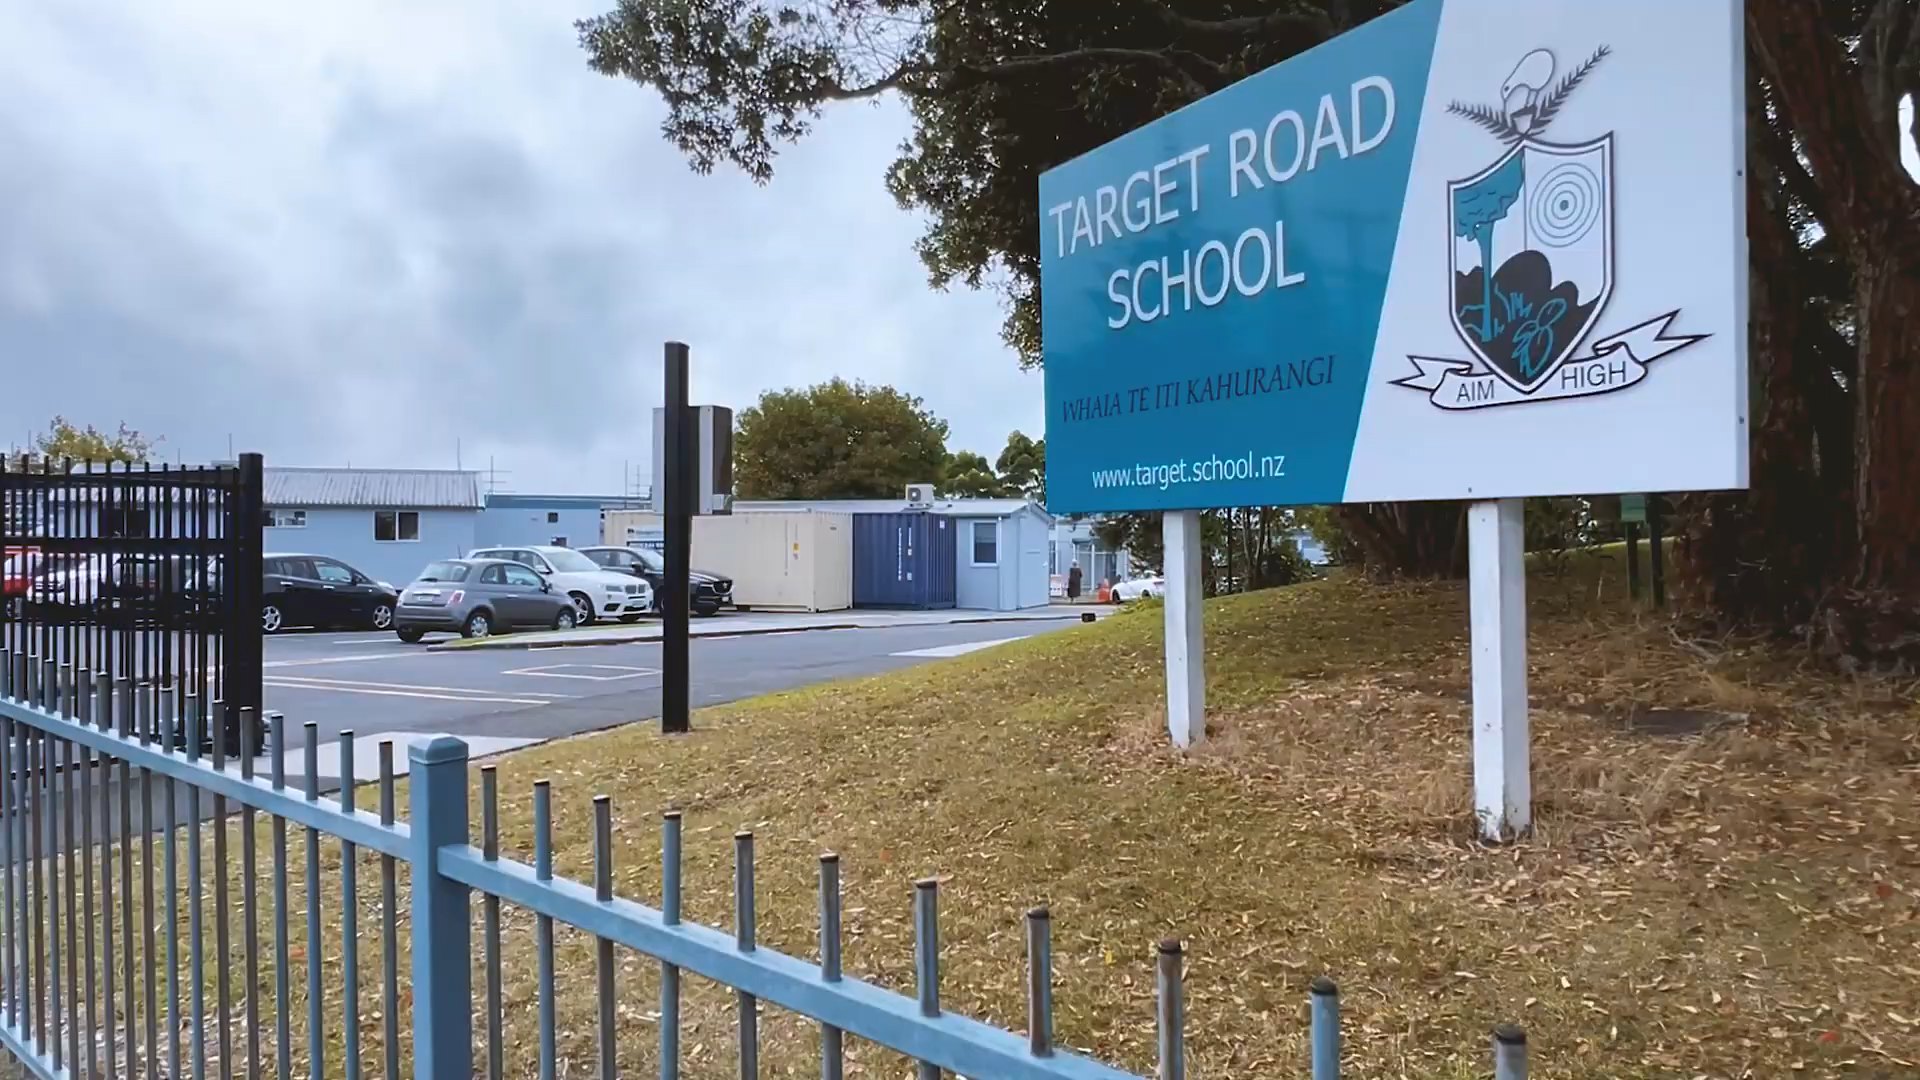 TARGET ROAD
SCHOOL
WHAIA TE ITI KAHURANGI
www.target.school.nz
AIM HIGH